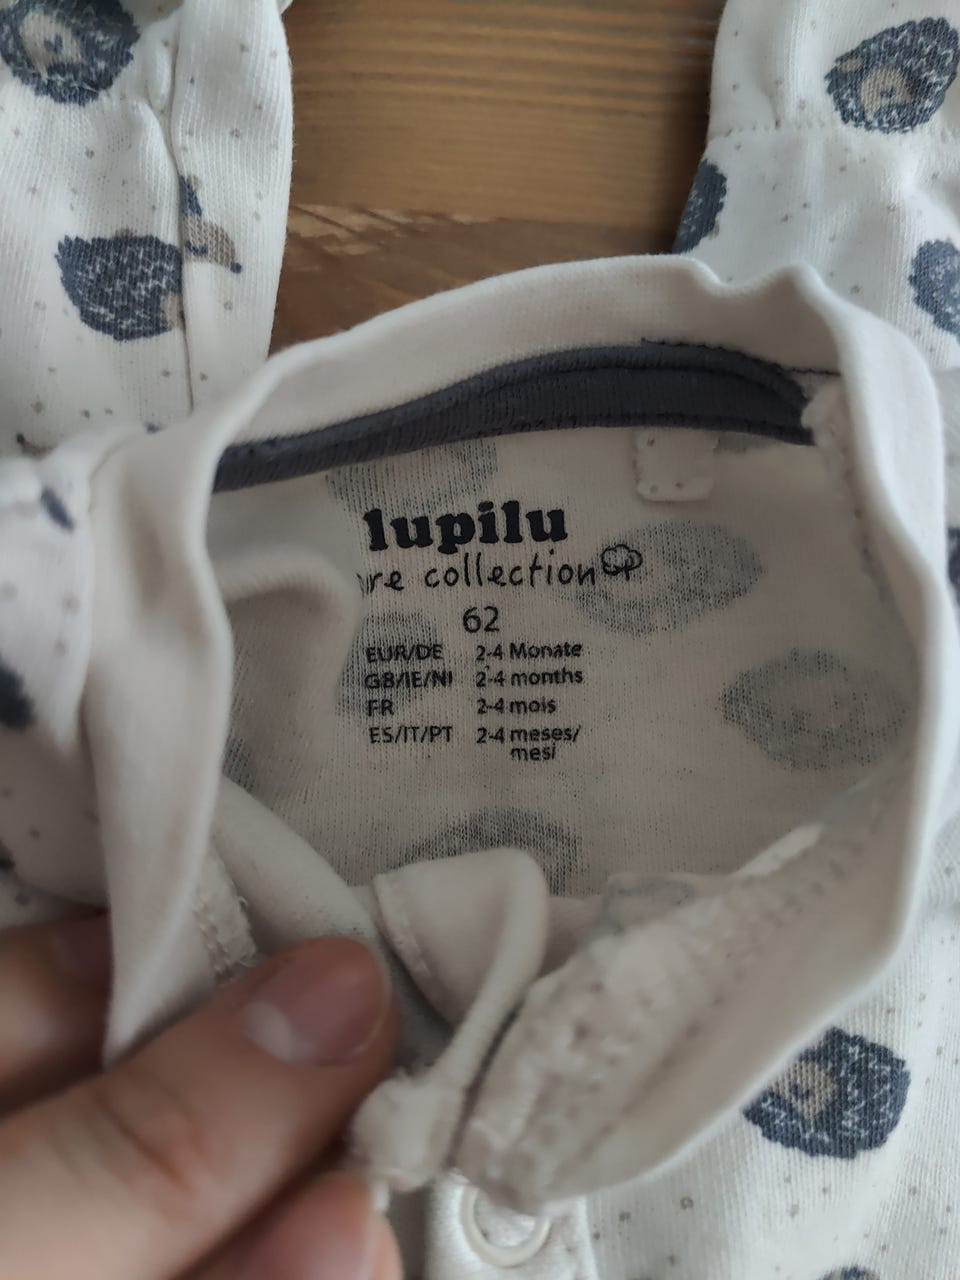 lupilu
collection
62
EUR/DE 2-4 Monate
GB/IE/NI 2-4 months
FR 2-4 mois
ES/IT/PT 2-4 meses/
mesi